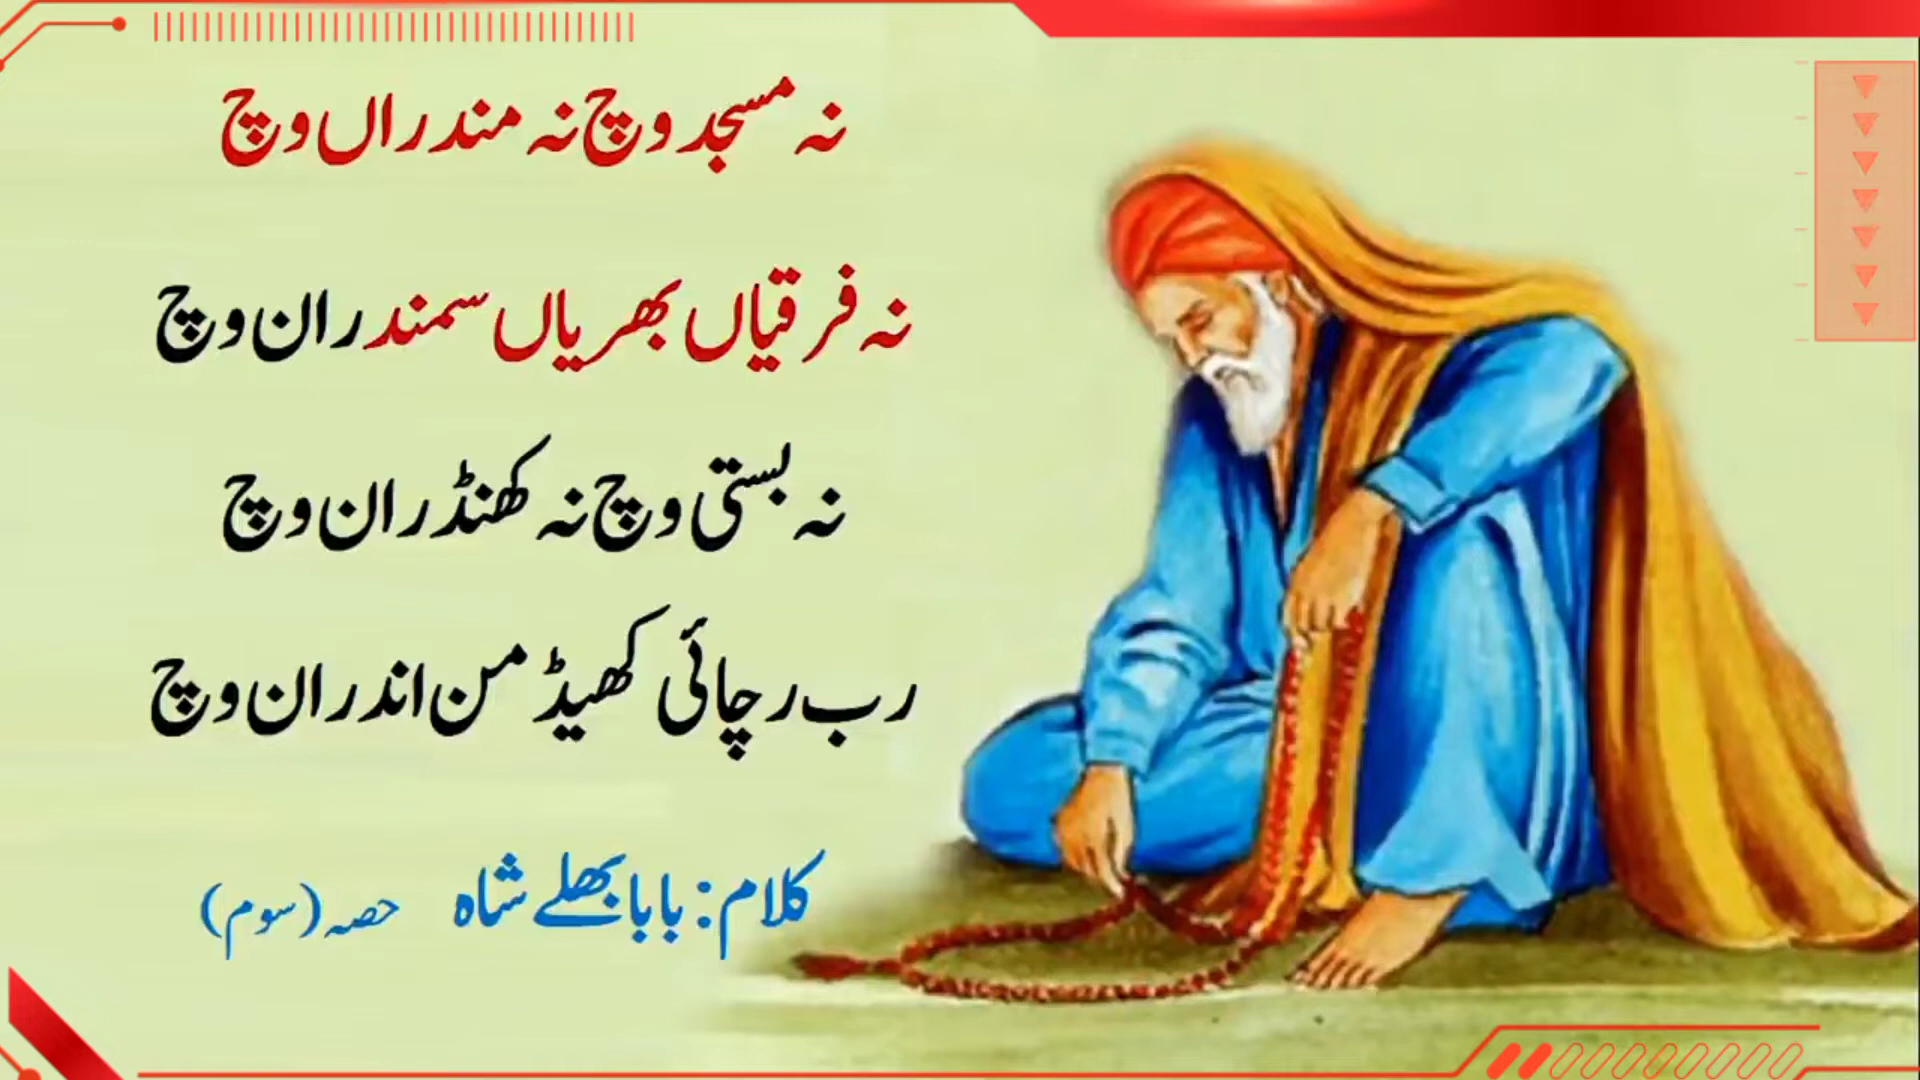 نہ مسجد وچ نہ مندراں وچ
نہ فرقیاں بھریاں سمندران وچ
نہ بستی وچ نہ کھنڈران وچ
رب رچائی کھیڈ من اندران وچ
کلام: بابا بھلے شاہ حصہ (سوم)